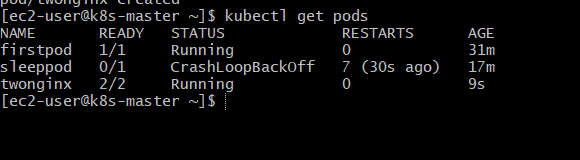 pod/twonginx created
[ec2-user@k8s-master ~]$ kubectl get pods
NAME READY STATUS RESTARTS AGE
firstpod 1/1 Running 0 31m
sleeppod 0/1 CrashLoopBackOff 7 (30s ago) 17m
twonginx 2/2 Running 0 9s
[ec2-user@k8s-master ~]$